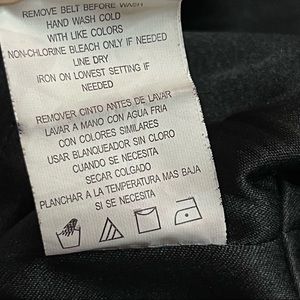 REMOVE BELT BEFORE WASH
HAND WASH COLD
WITH LIKE COLORS
NON-CHLORINE BLEACH ONLY IF NEEDED
LINE DRY
IRON ON LOWEST SETTING IF
NEEDED
REMOVER CINTO ANTES DE LAVAR
LAVAR A MANO CON AGUA FRIA
CON COLORES SIMILARES
USAR BLANQUEADOR SIN CLORO
CUANDO SE NECESITA
SECAR COLGADO
PLANCHAR A LA TEMPERATURA MAS BAJA
SI SE NECESITA